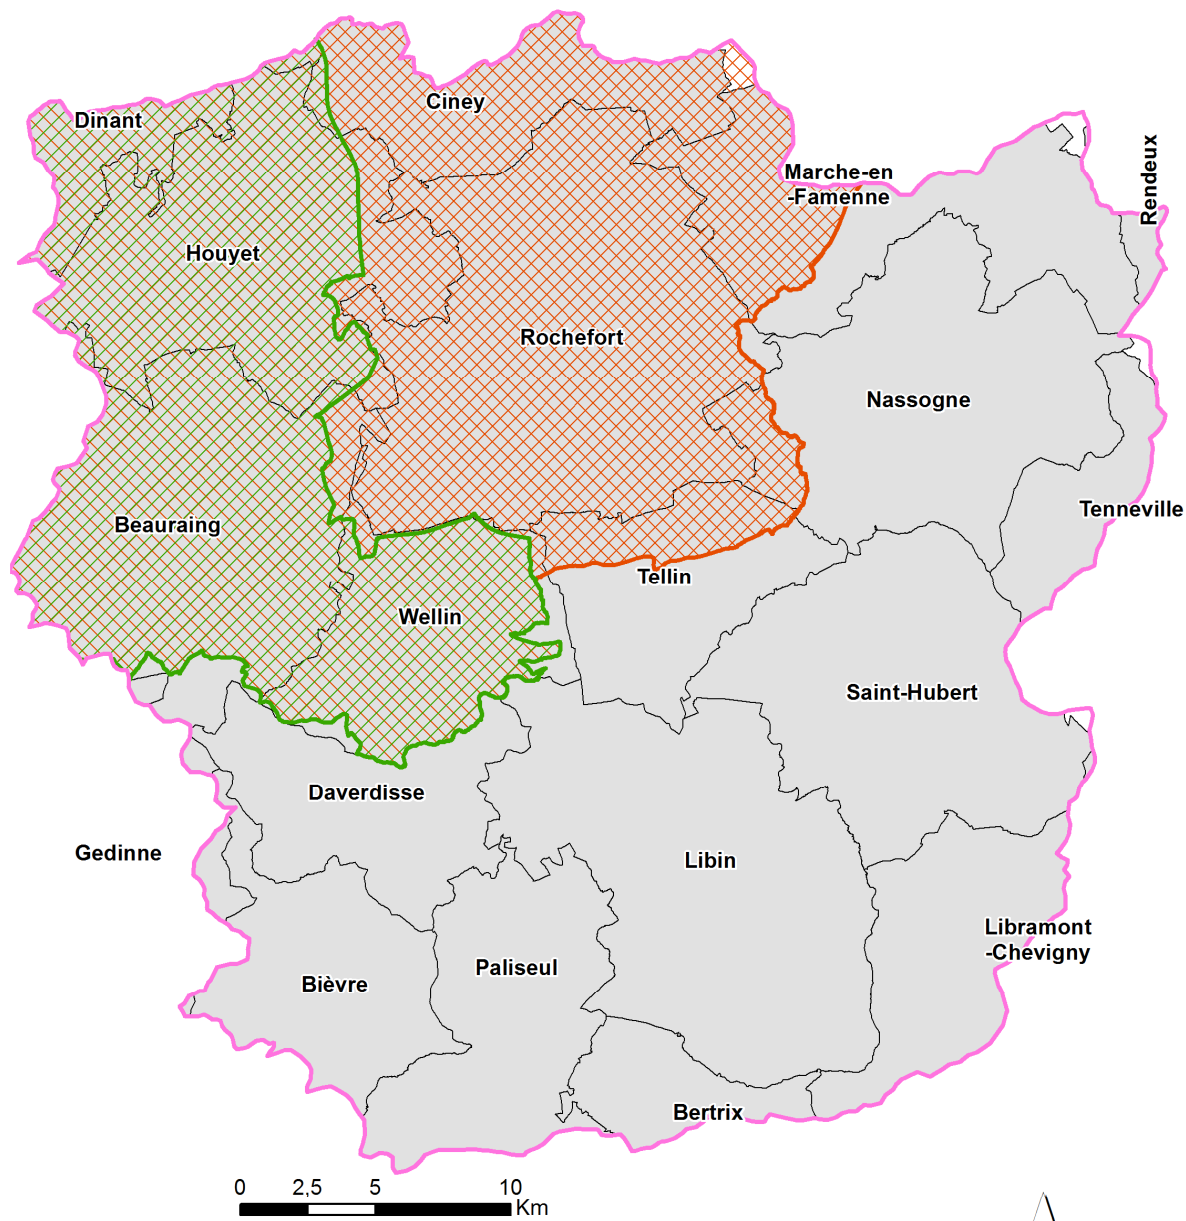 Ciney
Dinant
Rendeux
Marche-en
-Famenne
Houyet
Rochefort
Nassogne
Tenneville
Beauraing
Tellin
Wellin
Saint-Hubert
Daverdisse
Gedinne
Libin
Libramont
-Chevigny
Paliseul
Bièvre
Bertrix
0 2,5 5 10
Km